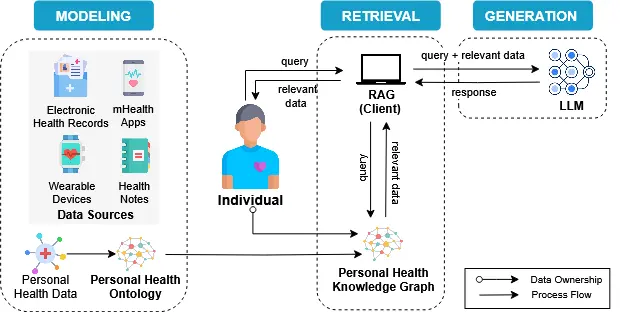 MODELING
RETRIEVAL
GENERATION
Electronic
Health Records
mHealth
Apps
Wearable
Devices
Health
Notes
Data Sources
Personal
Health Data
Personal Health
Ontology
Individual
query
relevant
data
RAG
(Client)
query
relevant data
Personal Health
Knowledge Graph
query + relevant data
response
LLM
Data Ownership
Process Flow